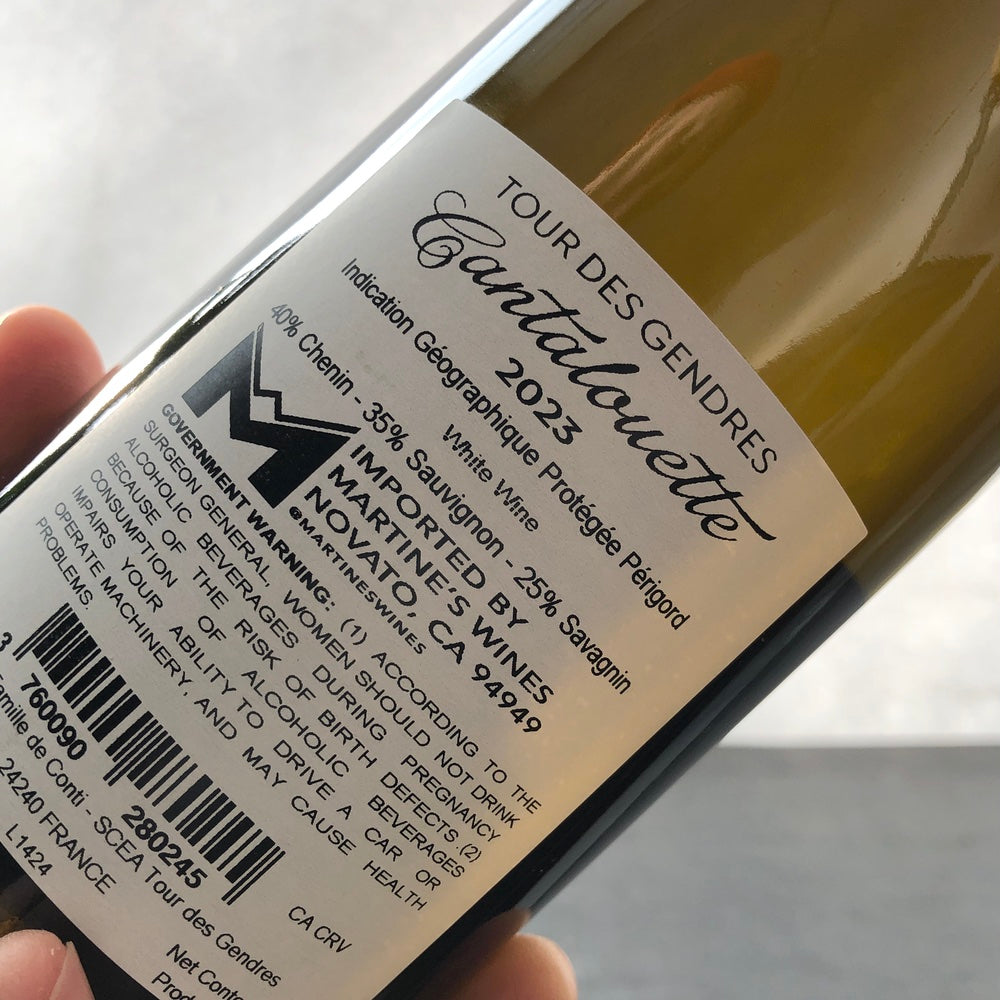 TOUR DES GENDRES
Cantalouette
2023
Indication Géographique Protégée Périgord
White Wine
40% Chenin - 35% Sauvignon - 25% Savagnin
IMPORTED BY
MARTINE'S WINES
NOVATO, CA 94949
@MARTINESWINES
GOVERNMENT WARNING: (1) ACCORDING TO THE
SURGEON GENERAL, WOMEN SHOULD NOT DRINK
ALCOHOLIC BEVERAGES DURING PREGNANCY
BECAUSE OF THE RISK OF BIRTH DEFECTS.(2)
CONSUMPTION OF ALCOHOLIC BEVERAGES
IMPAIRS YOUR ABILITY TO DRIVE A CAR OR
OPERATE MACHINERY, AND MAY CAUSE HEALTH
PROBLEMS.
3 760090 280245
CA CRV
Famille de Conti - SCEA Tour des Gendres
24240 FRANCE
L1424
Net